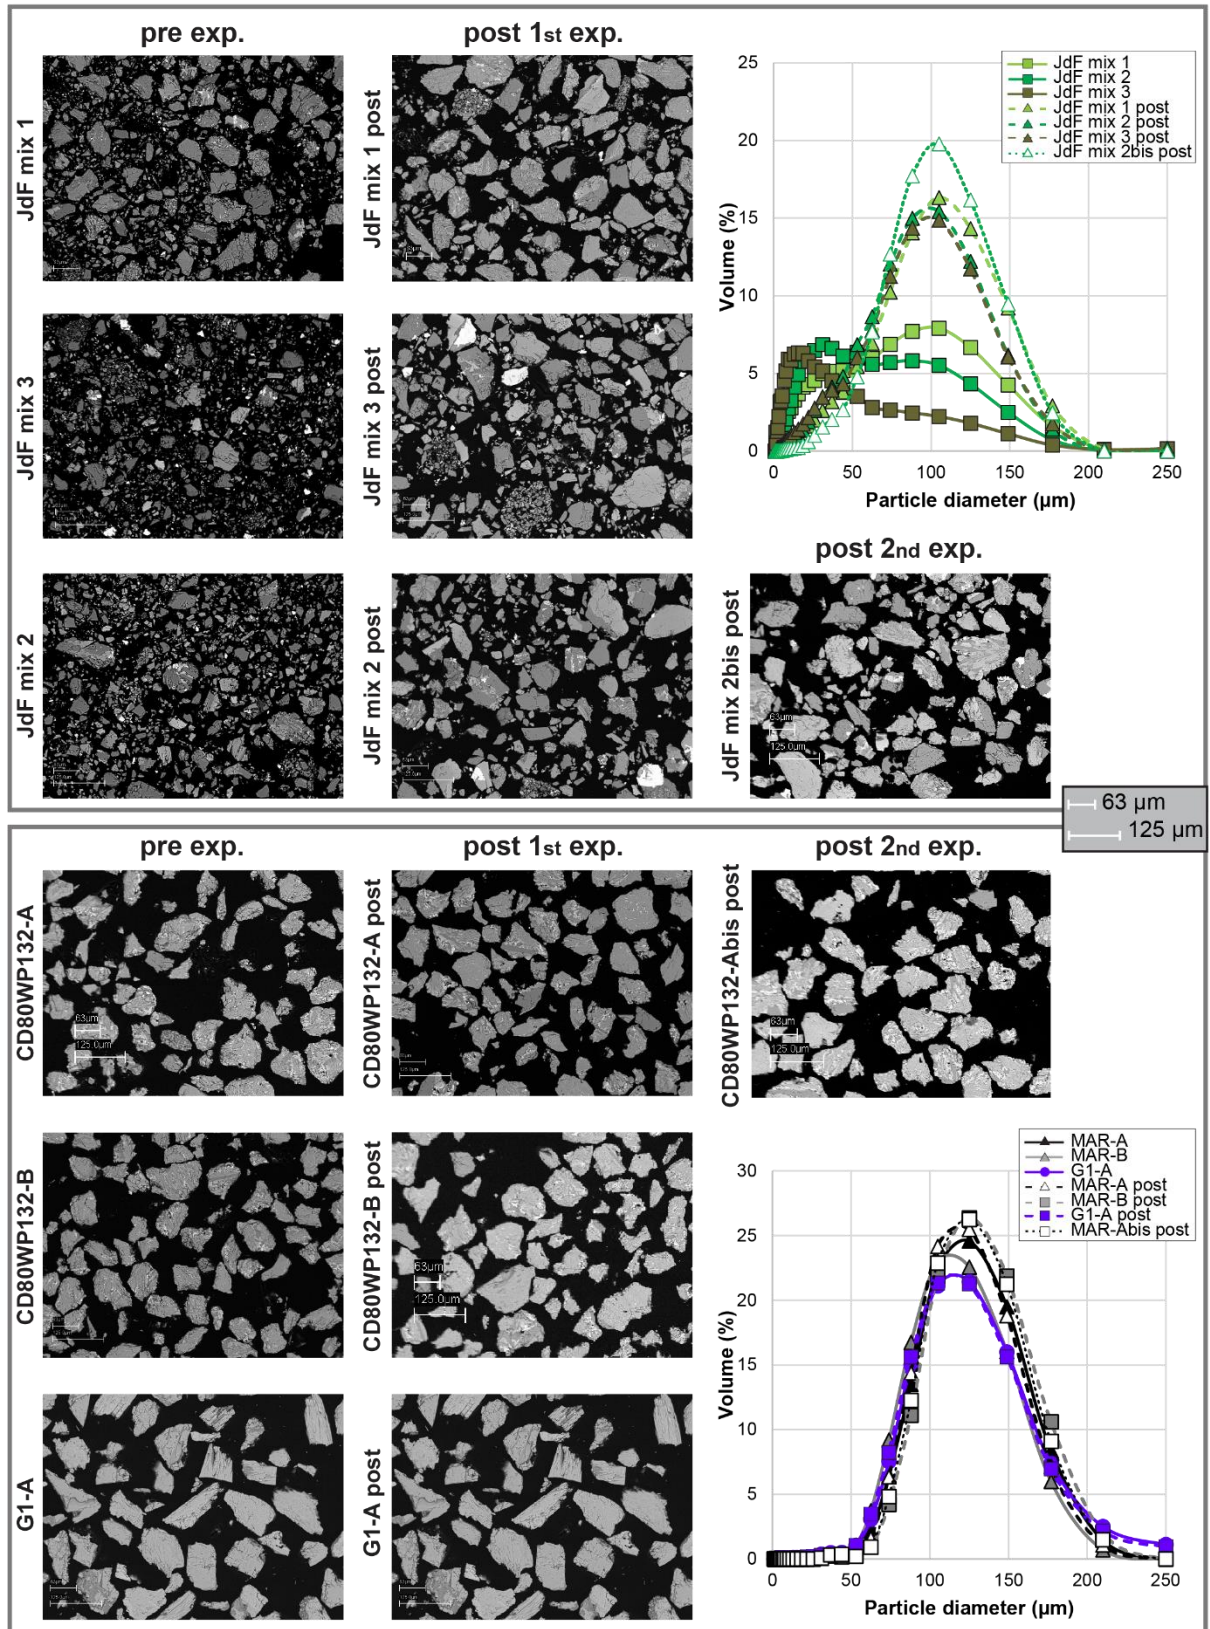 pre exp.
post 1st exp.
JdF mix 1
JdF mix 1 post
25
20
15
10
5
0
Volume (%)
0 50 100 150 200 250
Particle diameter (µm)
JdF mix 1
JdF mix 2
JdF mix 3
JdF mix 1 post
JdF mix 2 post
JdF mix 3 post
JdF mix 2bis post
JdF mix 3
JdF mix 3 post
post 2nd exp.
JdF mix 2
JdF mix 2 post
JdF mix 2bis post
63µm
125.0µm
63 µm
125 µm
pre exp.
post 1st exp.
post 2nd exp.
CD80WP132-A
63µm
125.0µm
CD80WP132-A post
CD80WP132-Abis post
63µm
125.0µm
CD80WP132-B
CD80WP132-B post
63µm
125.0µm
MAR-A
MAR-B
G1-A
MAR-A post
MAR-B post
G1-A post
MAR-Abis post
30
25
20
15
10
5
0
Volume (%)
0 50 100 150 200 250
Particle diameter (µm)
G1-A
G1-A post